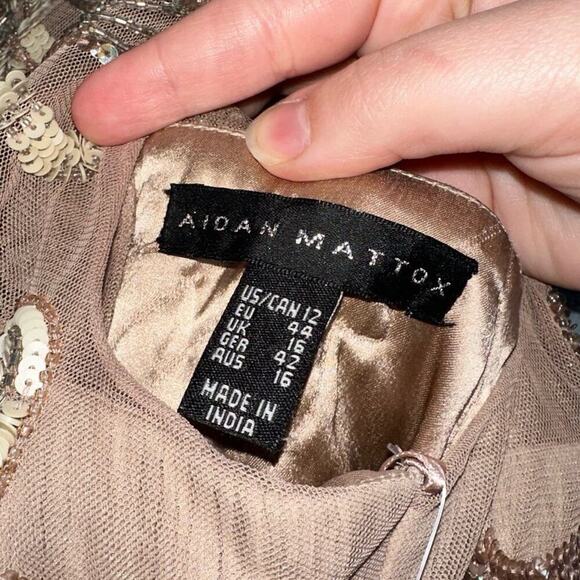 AIDAN MATTOX
US/CAN 12
EU 44
UK 16
GER 42
AUS 16
MADE IN
INDIA